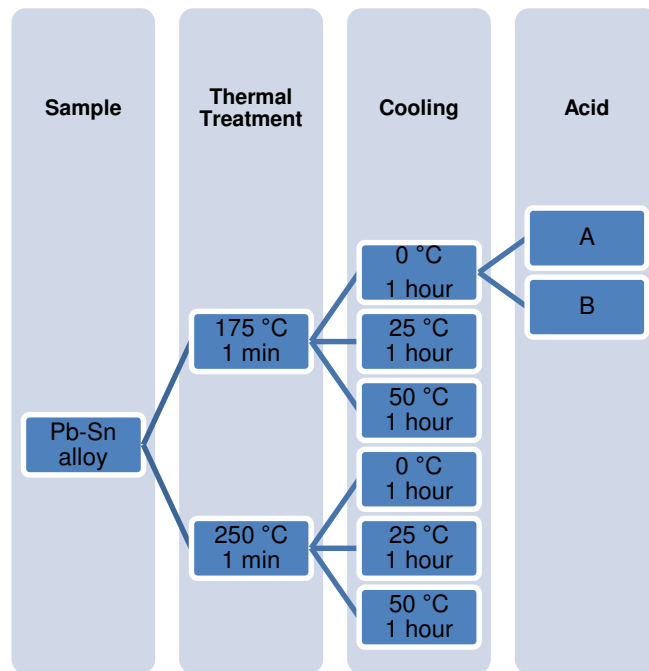 Sample
Thermal
Treatment
Cooling
Acid
Pb-Sn
alloy
175 °C
1 min
250 °C
1 min
0 °C
1 hour
25 °C
1 hour
50 °C
1 hour
0 °C
1 hour
25 °C
1 hour
50 °C
1 hour
A
B